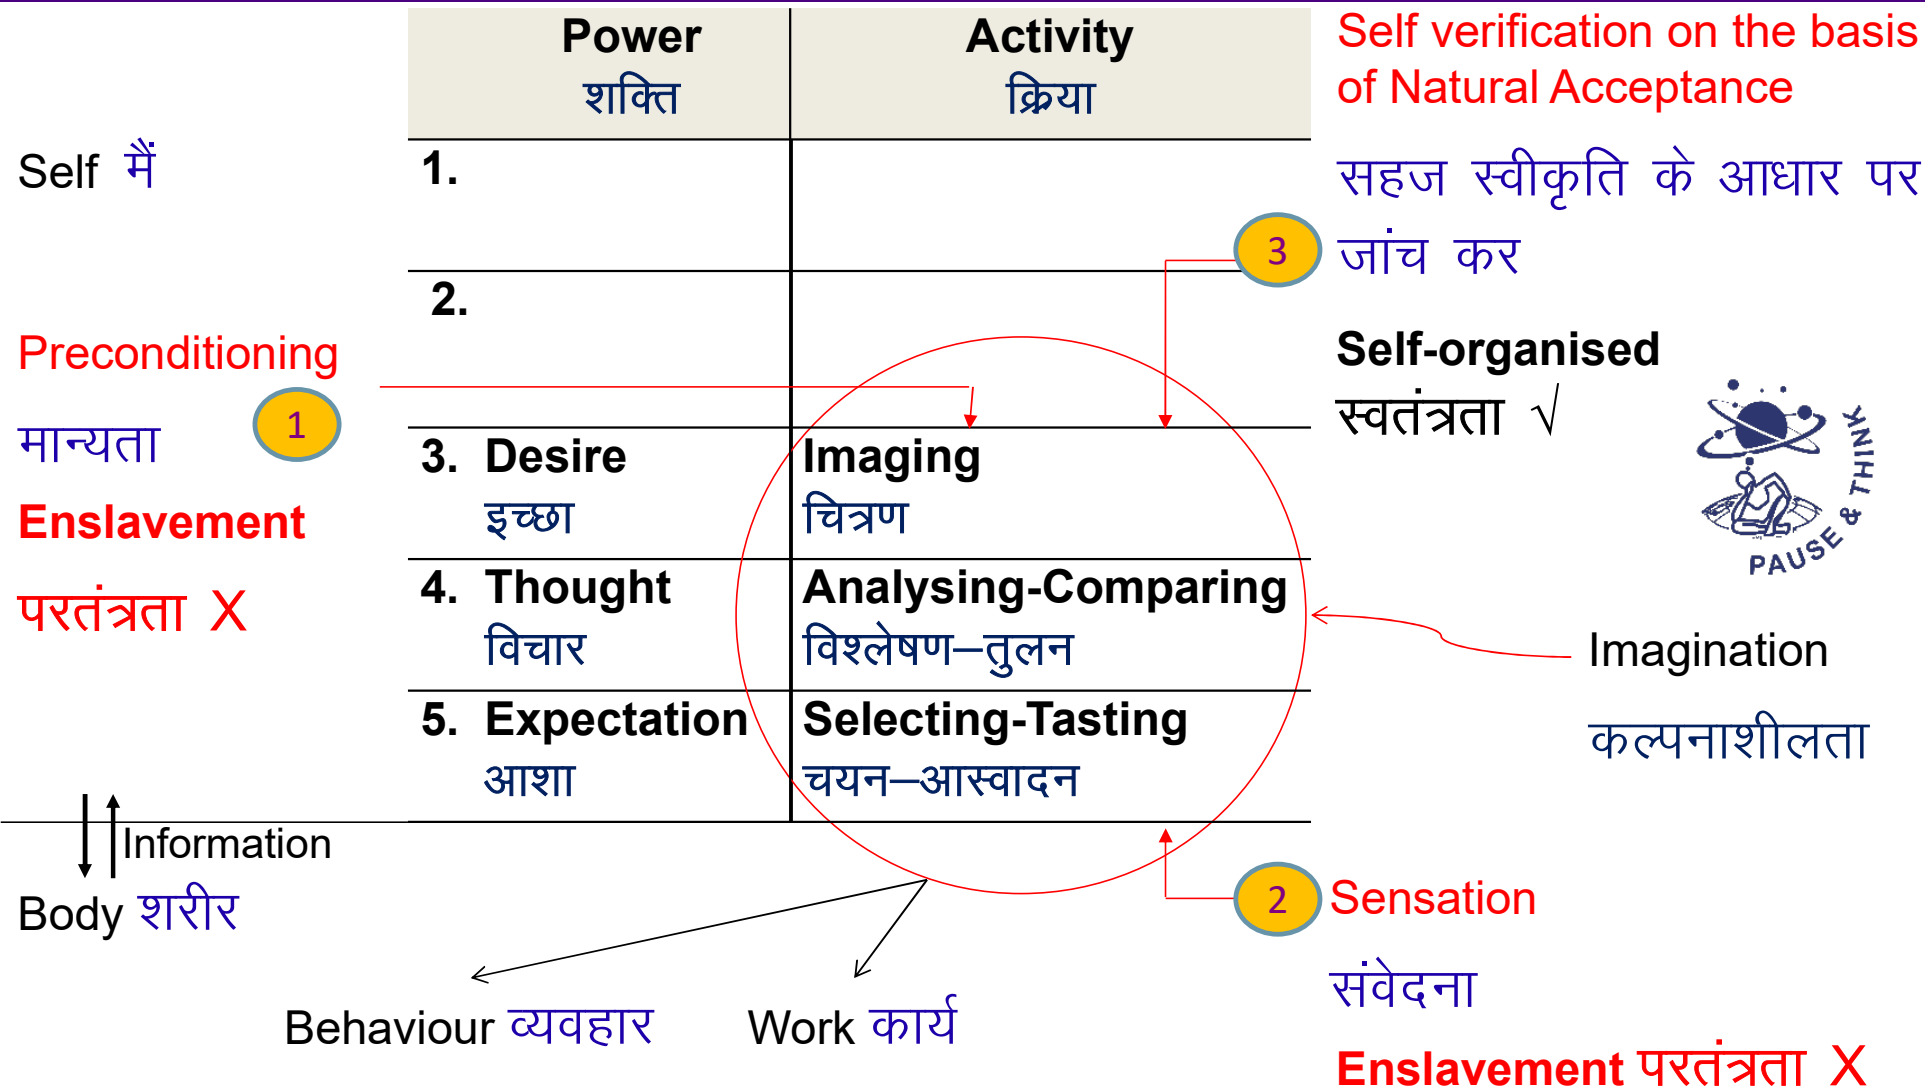 Power
शक्ति
Activity
क्रिया
Self verification on the basis
of Natural Acceptance
सहज स्वीकृति के आधार पर
जांच कर
Self मैं
1.
3
2.
Preconditioning
मान्यता
1
Enslavement
परतंत्रता X
Self-organised
स्वतंत्रता √
PAUSE & THINK
3. Desire
इच्छा
Imaging
चित्रण
4. Thought
विचार
Analysing-Comparing
विश्लेषण–तुलन
5. Expectation
आशा
Selecting-Tasting
चयन–आस्वादन
Imagination
कल्पनाशीलता
Information
Body शरीर
2
Sensation
संवेदना
Enslavement परतंत्रता X
Behaviour व्यवहार
Work कार्य